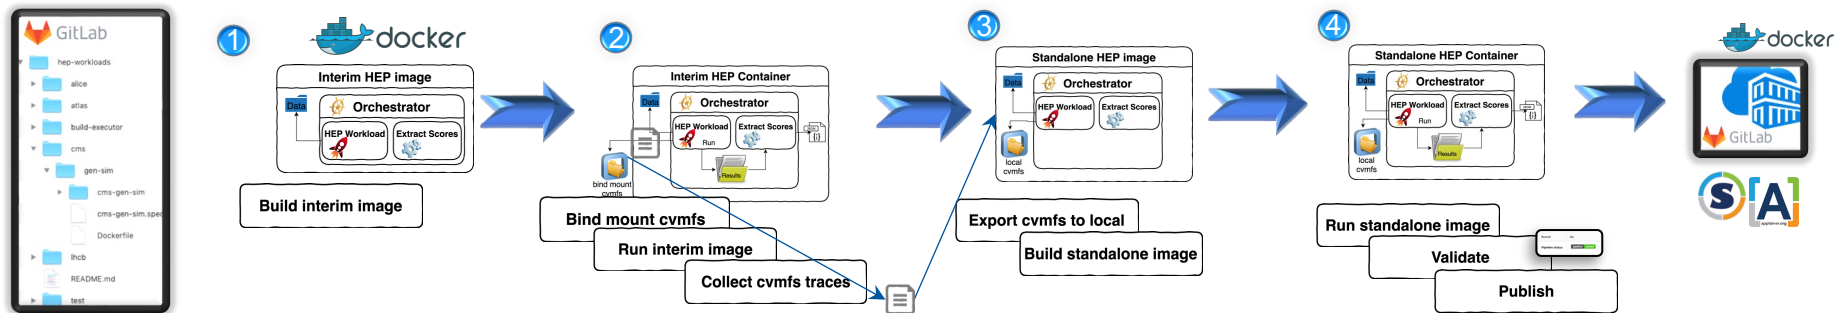 GitLab
hep-workloads
alice
atlas
build-executor
cms
gen-sim
cms-gen-sim
cms-gen-sim.spec
Dockerfile
lhcb
README.md
test
1
docker
Interim HEP image
Data
Orchestrator
HEP Workload
Extract Scores
Build interim image
2
Interim HEP Container
Data
Orchestrator
HEP Workload
Run
Extract Scores
Results
bind mount
cvmfs
Bind mount cvmfs
Run interim image
Collect cvmfs traces
3
Standalone HEP image
Data
Orchestrator
HEP Workload
Extract Scores
local
cvmfs
Export cvmfs to local
Build standalone image
4
Standalone HEP Container
Data
Orchestrator
HEP Workload
Run
Extract Scores
Results
local
cvmfs
Run standalone image
Validate
Pipeline status
Publish
docker
GitLab
S
[A]
apptainer.org